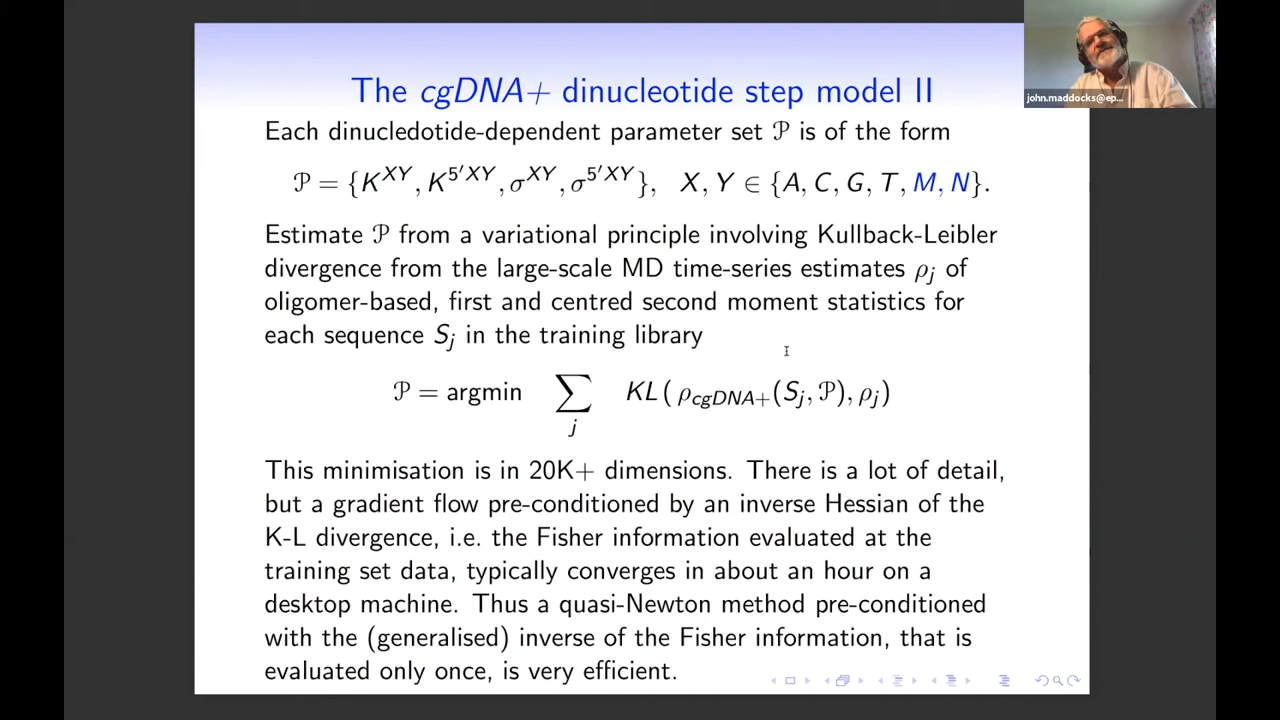 The cgDNA+ dinucleotide step model II
john.maddocks@ep...
Each dinucledotide-dependent parameter set 𝒫 is of the form
𝒫 = {K^{XY}, K^{5′XY}, σ^{XY}, σ^{5′XY}}, X, Y ∈ {A, C, G, T, M, N}.
Estimate 𝒫 from a variational principle involving Kullback-Leibler
divergence from the large-scale MD time-series estimates ρ_j of
oligomer-based, first and centred second moment statistics for
each sequence S_j in the training library
𝒫 = argmin ∑_j KL( ρ_{cgDNA+}(S_j, 𝒫), ρ_j)
This minimisation is in 20K+ dimensions. There is a lot of detail,
but a gradient flow pre-conditioned by an inverse Hessian of the
K-L divergence, i.e. the Fisher information evaluated at the
training set data, typically converges in about an hour on a
desktop machine. Thus a quasi-Newton method pre-conditioned
with the (generalised) inverse of the Fisher information, that is
evaluated only once, is very efficient.